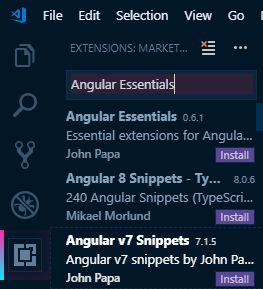 File Edit Selection View Go
EXTENSIONS: MARKET...
Angular Essentials
Angular Essentials 0.6.1
Essential extensions for Angula...
John Papa Install
Angular 8 Snippets - Ty... 8.0.6
240 Angular Snippets (TypeScri...
Mikael Morlund Install
Angular v7 Snippets 7.1.5
Angular v7 snippets by John Pa...
John Papa Install